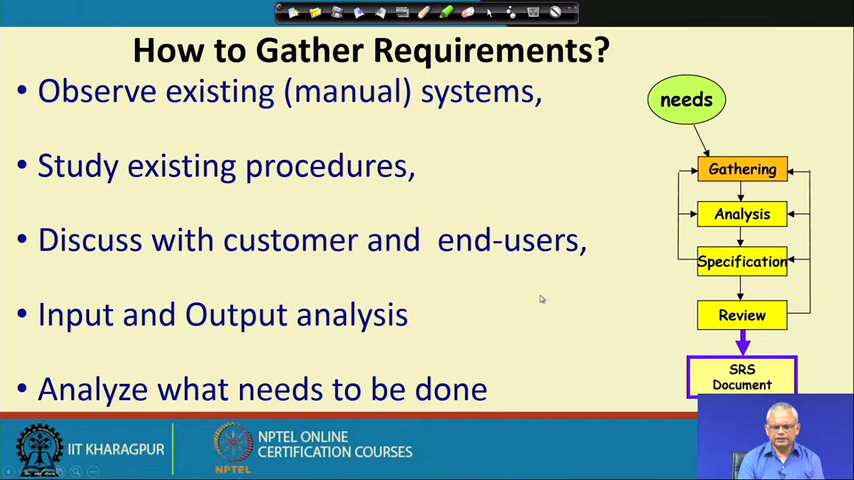 How to Gather Requirements?
• Observe existing (manual) systems,
• Study existing procedures,
• Discuss with customer and end-users,
• Input and Output analysis
• Analyze what needs to be done
needs
Gathering
Analysis
Specification
Review
SRS
Document
IIT KHARAGPUR
NPTEL
NPTEL ONLINE
CERTIFICATION COURSES